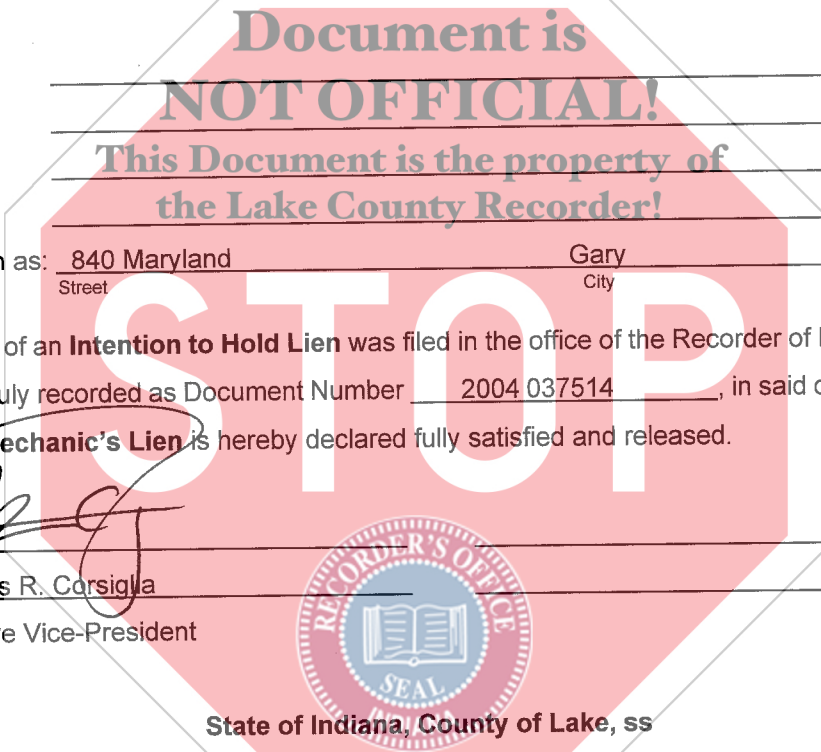 Document is
NOT OFFICIAL!
This Document is the property of
the Lake County Recorder!
n as: 840 Maryland Gary
Street City
STOP
of an Intention to Hold Lien was filed in the office of the Recorder of
uly recorded as Document Number 2004 037514, in said
echanic's Lien is hereby declared fully satisfied and released.
s R. Corsiglia
e Vice-President
RECORDER'S OFFICE
SEAL
INDIANA
State of Indiana, County of Lake, ss